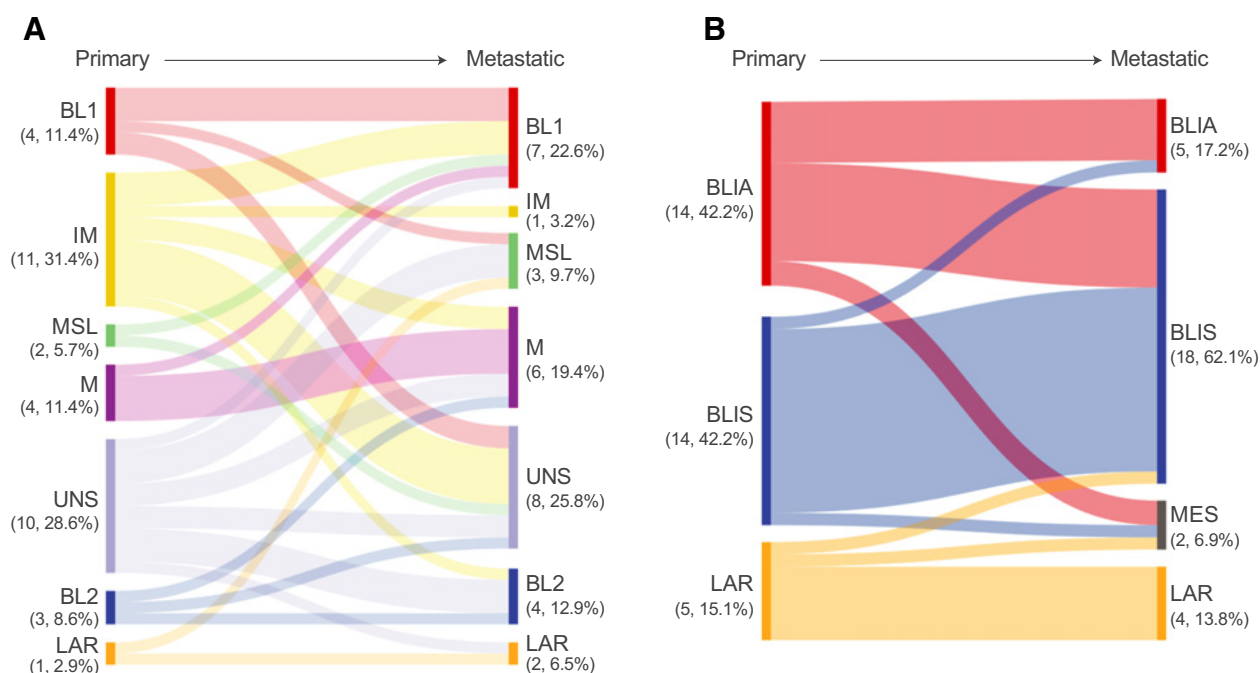 A
Primary
Metastatic
BL1
(4, 11.4%)
IM
(11, 31.4%)
MSL
(2, 5.7%)
M
(4, 11.4%)
UNS
(10, 28.6%)
BL2
(3, 8.6%)
LAR
(1, 2.9%)
BL1
(7, 22.6%)
IM
(1, 3.2%)
MSL
(3, 9.7%)
M
(6, 19.4%)
UNS
(8, 25.8%)
BL2
(4, 12.9%)
LAR
(2, 6.5%)
B
Primary
Metastatic
BLIA
(14, 42.2%)
BLIS
(14, 42.2%)
LAR
(5, 15.1%)
BLIA
(5, 17.2%)
BLIS
(18, 62.1%)
MES
(2, 6.9%)
LAR
(4, 13.8%)